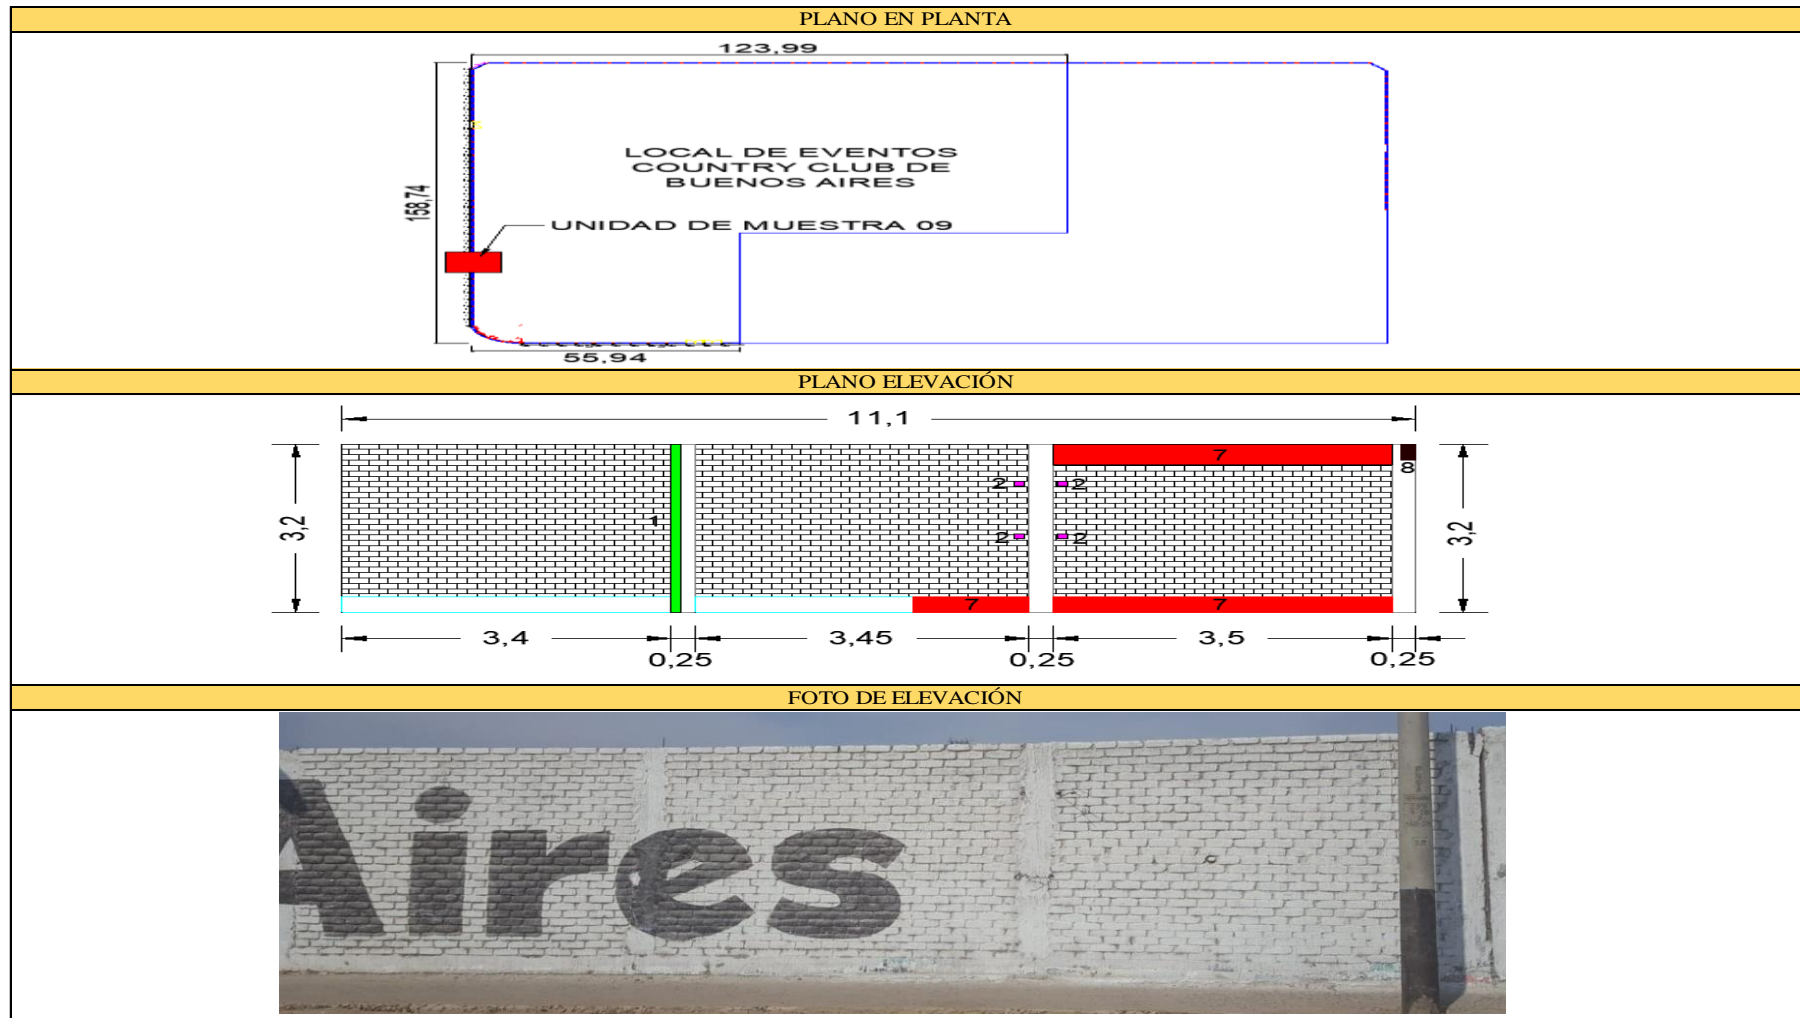 PLANO EN PLANTA
123,99
158,74
LOCAL DE EVENTOS
COUNTRY CLUB DE
BUENOS AIRES
UNIDAD DE MUESTRA 09
55,94
PLANO ELEVACIÓN
11,1
7
8
2 2
3,2
1
3,2
2 2
7 7
3,4 3,45 3,5
0,25 0,25 0,25
FOTO DE ELEVACIÓN
Aires